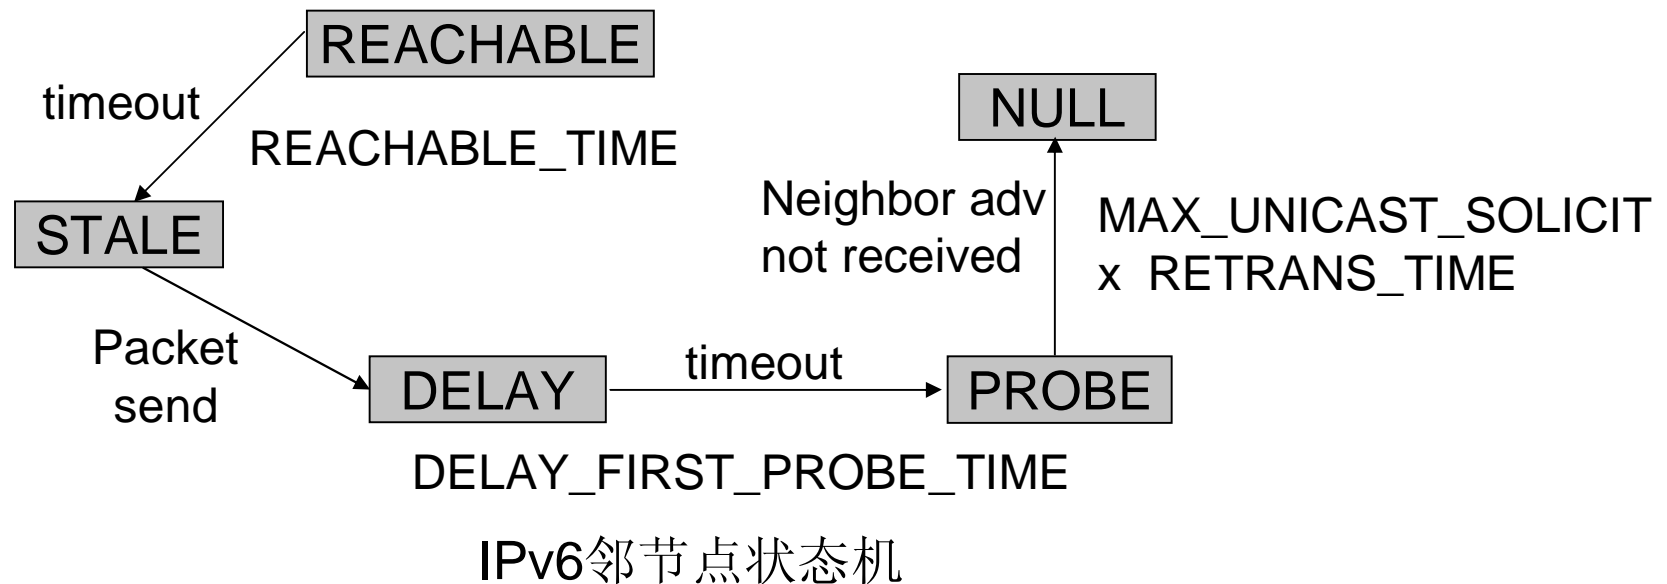 REACHABLE
timeout
REACHABLE_TIME
NULL
STALE
Neighbor adv
not received
MAX_UNICAST_SOLICIT
x RETRANS_TIME
Packet
send
DELAY
timeout
PROBE
DELAY_FIRST_PROBE_TIME
IPv6邻节点状态机